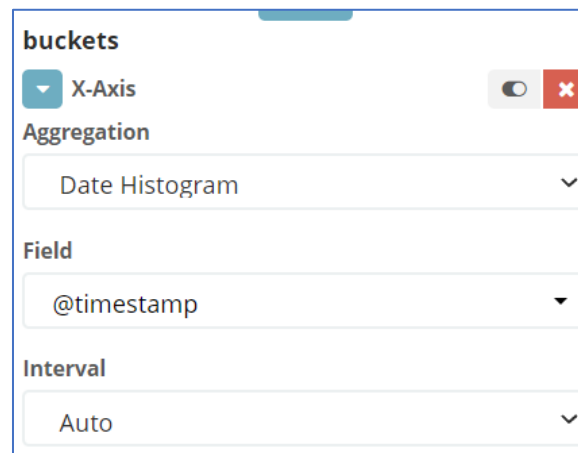 buckets
X-Axis
Aggregation
Date Histogram
Field
@timestamp
Interval
Auto